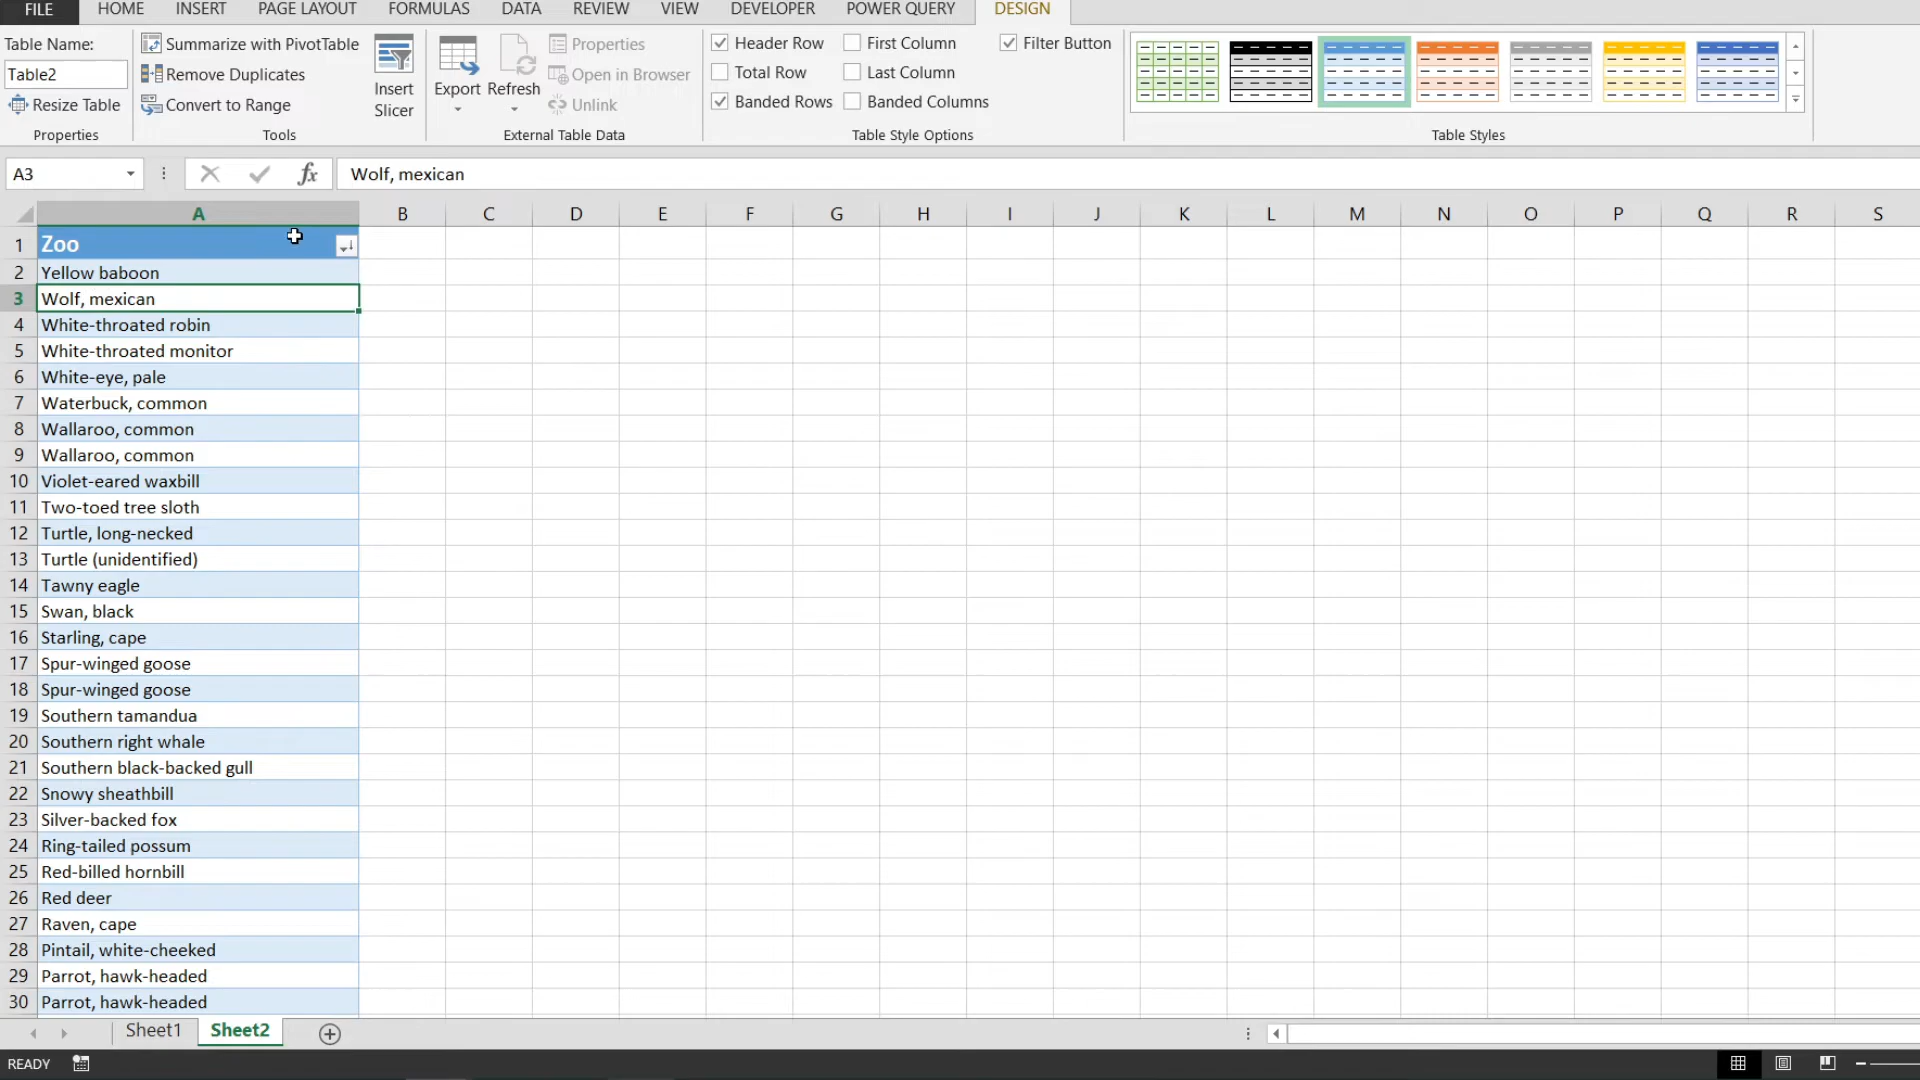 FILE HOME INSERT PAGE LAYOUT FORMULAS DATA REVIEW VIEW DEVELOPER POWER QUERY DESIGN
Table Name:
Table2
Resize Table
Properties
Summarize with PivotTable
Remove Duplicates
Convert to Range
Tools
Insert
Slicer
Export
Refresh
Properties
Open in Browser
Unlink
External Table Data
Header Row
Total Row
Banded Rows
First Column
Last Column
Banded Columns
Filter Button
Table Style Options
Table Styles
A3 fx Wolf, mexican
A B C D E F G H I J K L M N O P Q R S
1 Zoo
2 Yellow baboon
3 Wolf, mexican
4 White-throated robin
5 White-throated monitor
6 White-eye, pale
7 Waterbuck, common
8 Wallaroo, common
9 Wallaroo, common
10 Violet-eared waxbill
11 Two-toed tree sloth
12 Turtle, long-necked
13 Turtle (unidentified)
14 Tawny eagle
15 Swan, black
16 Starling, cape
17 Spur-winged goose
18 Spur-winged goose
19 Southern tamandua
20 Southern right whale
21 Southern black-backed gull
22 Snowy sheathbill
23 Silver-backed fox
24 Ring-tailed possum
25 Red-billed hornbill
26 Red deer
27 Raven, cape
28 Pintail, white-cheeked
29 Parrot, hawk-headed
30 Parrot, hawk-headed
Sheet1 Sheet2
READY